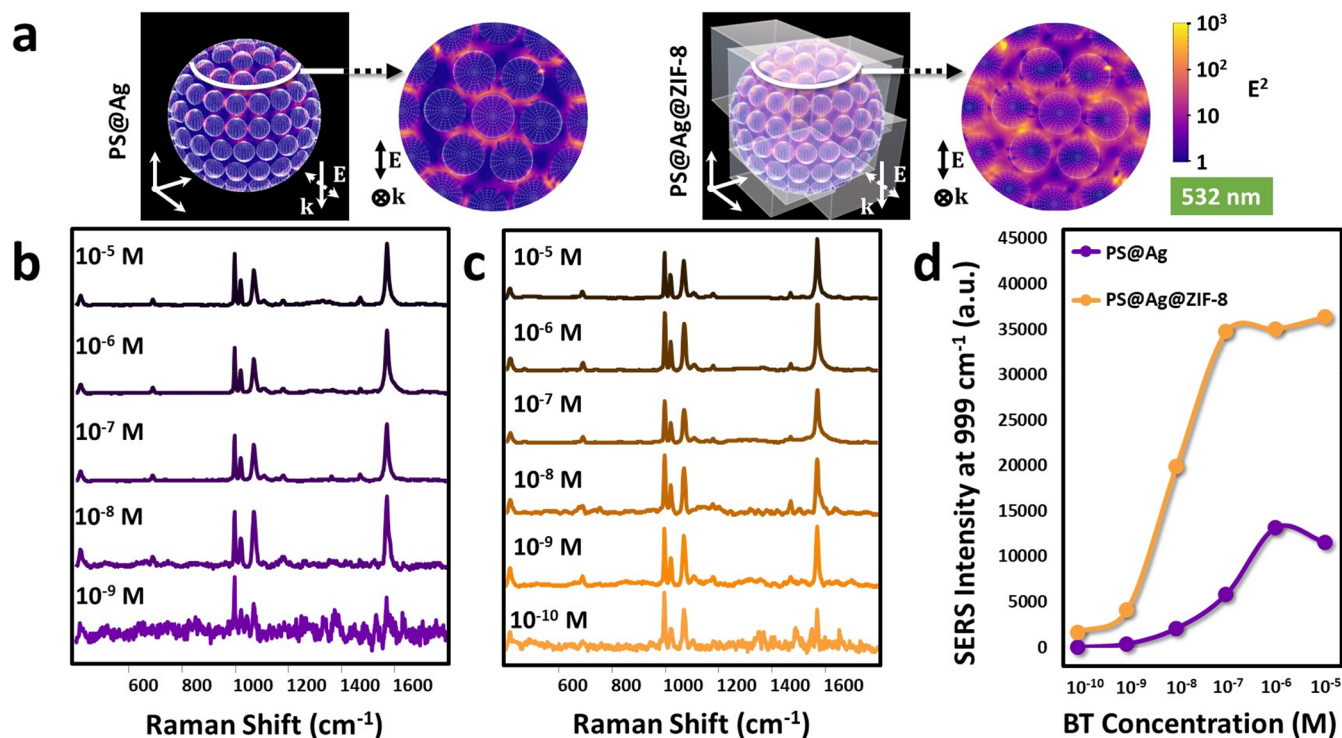 a
PS@Ag
E
k
E
k
PS@Ag@ZIF-8
E
k
E
k
10³
10²
10
1
E²
532 nm
b
10⁻⁵ M
10⁻⁶ M
10⁻⁷ M
10⁻⁸ M
10⁻⁹ M
600 800 1000 1200 1400 1600
Raman Shift (cm⁻¹)
c
10⁻⁵ M
10⁻⁶ M
10⁻⁷ M
10⁻⁸ M
10⁻⁹ M
10⁻¹⁰ M
600 800 1000 1200 1400 1600
Raman Shift (cm⁻¹)
d
SERS Intensity at 999 cm⁻¹ (a.u.)
45000
40000
35000
30000
25000
20000
15000
10000
5000
0
PS@Ag
PS@Ag@ZIF-8
10⁻¹⁰ 10⁻⁹ 10⁻⁸ 10⁻⁷ 10⁻⁶ 10⁻⁵
BT Concentration (M)